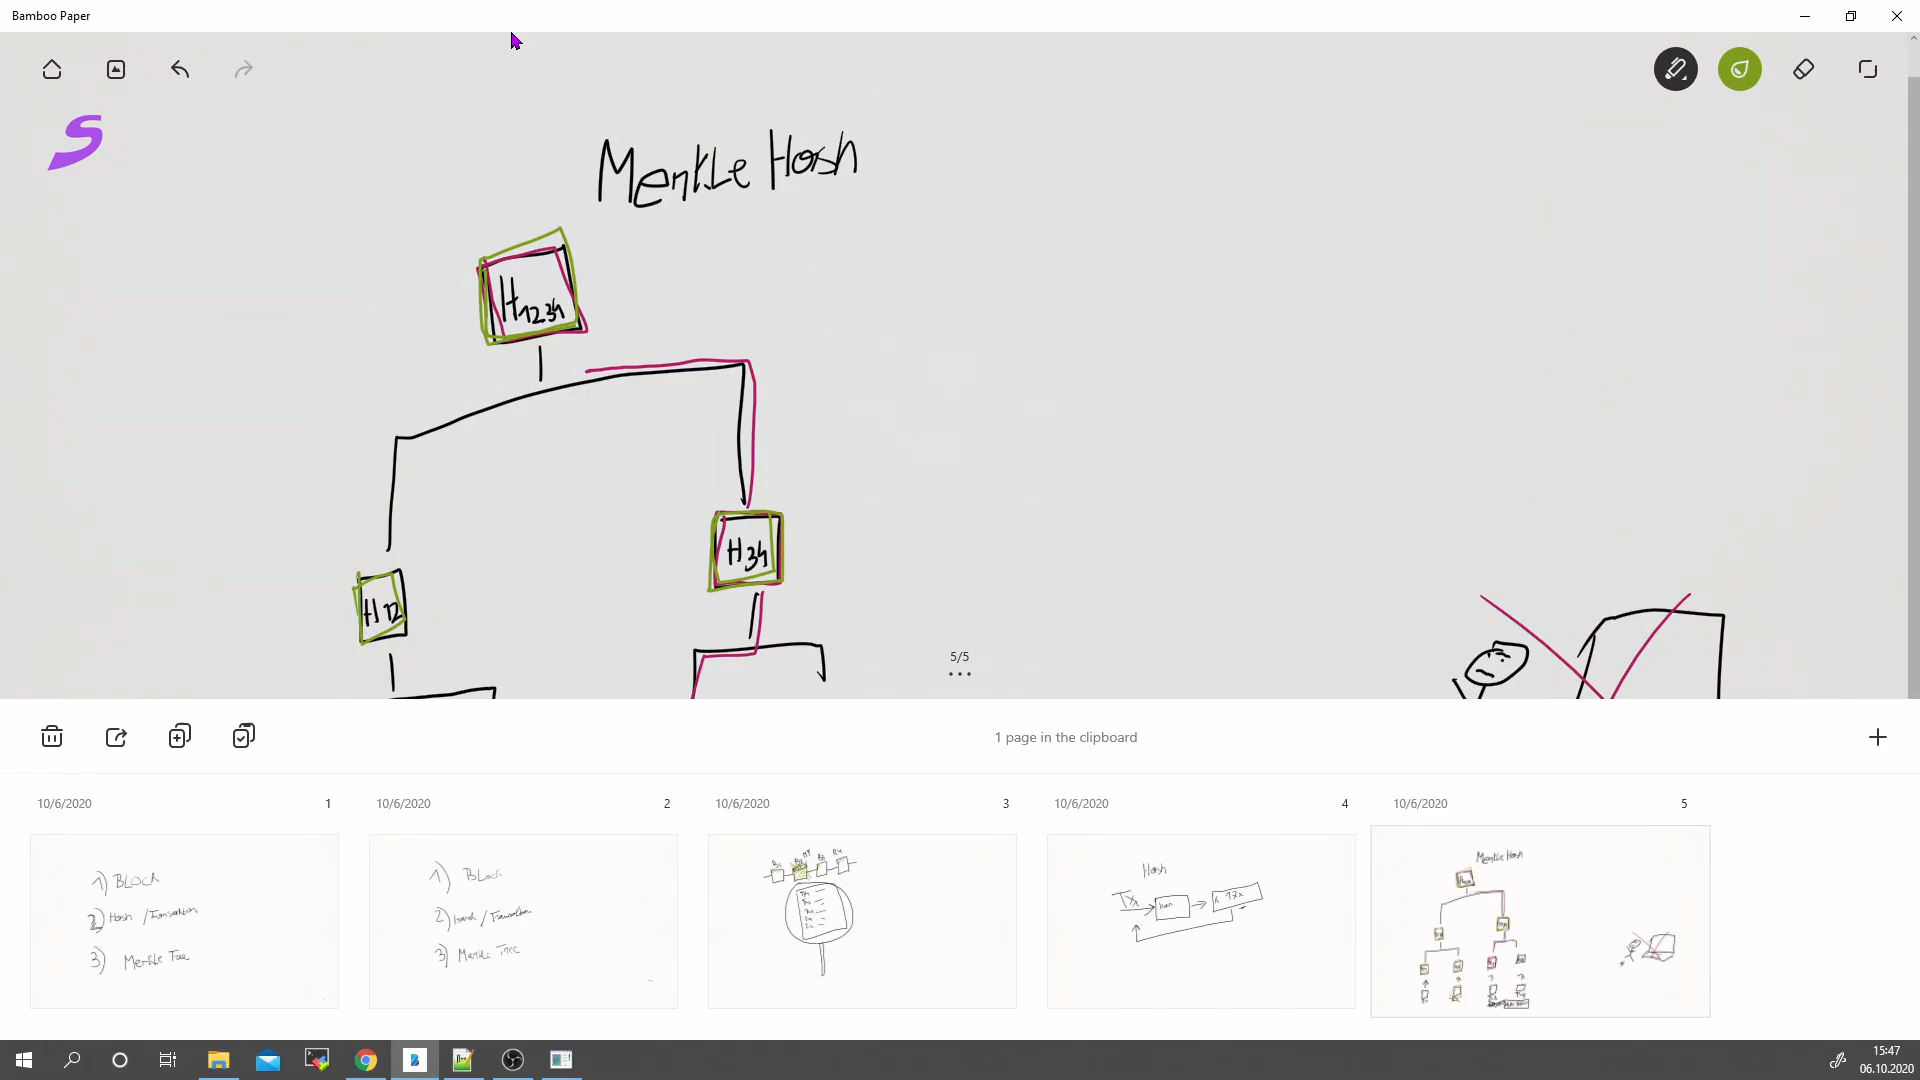 Bamboo Paper
Merkle Hash
H1234
H34
H12
5/5
1 page in the clipboard
10/6/2020 1
10/6/2020 2
10/6/2020 3
10/6/2020 4
10/6/2020 5
1) BLOCK
2) Hash / Transaction
3) Merkle Tree
1) Block
2) Hash / Transaction
3) Merkle Tree
Hash
Tx
Merkle Hash
15:47
06.10.2020